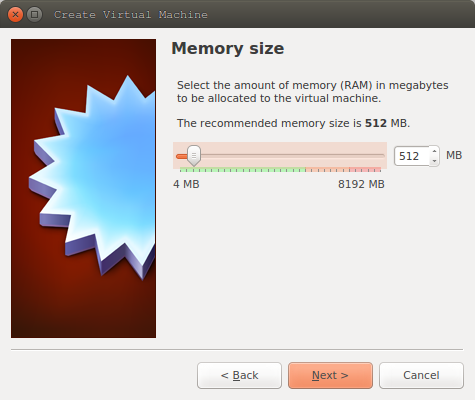 Create Virtual Machine
Memory size
Select the amount of memory (RAM) in megabytes
to be allocated to the virtual machine.
The recommended memory size is 512 MB.
512 MB
4 MB 8192 MB
< Back Next > Cancel